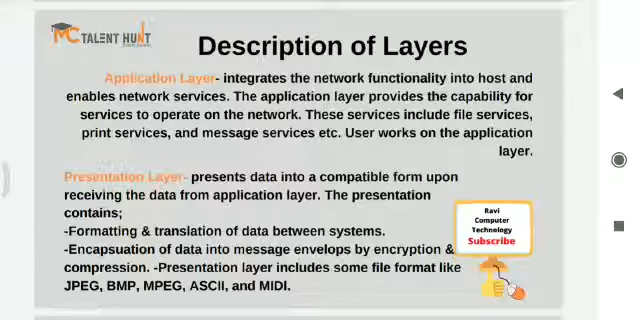 MC TALENT HUNT
Description of Layers
Application Layer- integrates the network functionality into host and
enables network services. The application layer provides the capability for
services to operate on the network. These services include file services,
print services, and message services etc. User works on the application
layer.
Presentation Layer- presents data into a compatible form upon
receiving the data from application layer. The presentation
contains;
-Formatting & translation of data between systems.
-Encapsuation of data into message envelops by encryption &
compression. -Presentation layer includes some file format like
JPEG, BMP, MPEG, ASCII, and MIDI.
Ravi
Computer
Technology
Subscribe